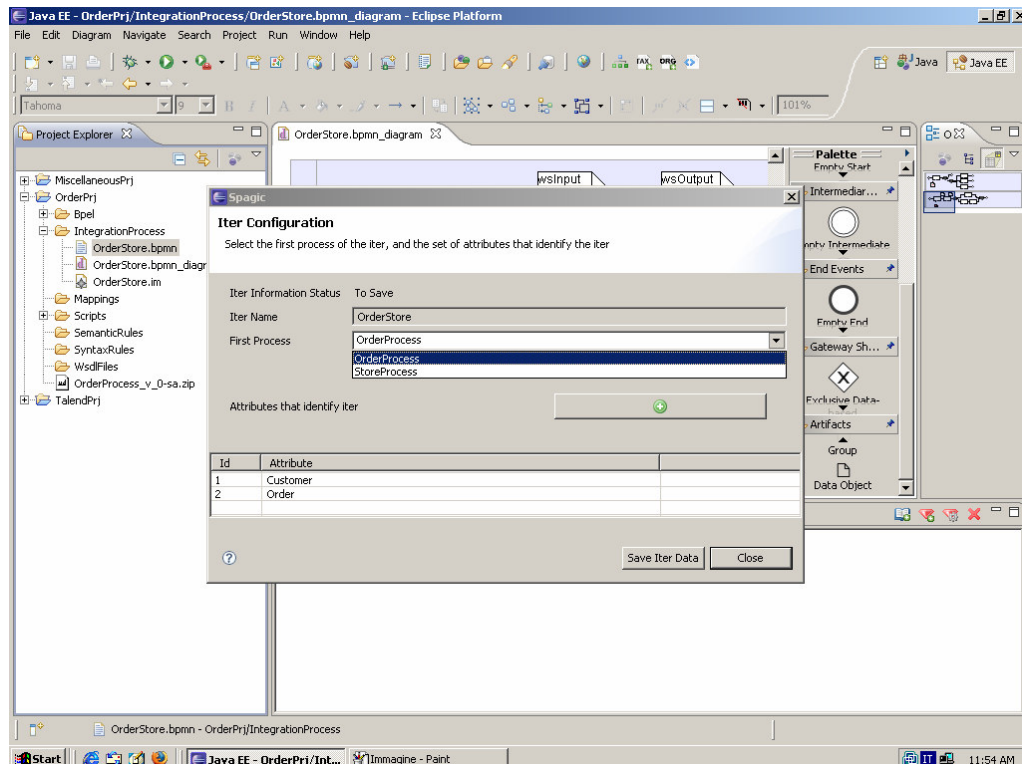 Java EE - OrderPrj/IntegrationProcess/OrderStore.bpmn_diagram - Eclipse Platform
File Edit Diagram Navigate Search Project Run Window Help
Java Java EE
Tahoma 9 B I A 101%
Project Explorer
OrderStore.bpmn_diagram
MiscellaneousPrj
OrderPrj
Bpel
IntegrationProcess
OrderStore.bpmn
OrderStore.bpmn_diagr
OrderStore.im
Mappings
Scripts
SemanticRules
SyntaxRules
WsdlFiles
OrderProcess_v_0-sa.zip
TalendPrj
wsInput wsOutput
Spagic
Iter Configuration
Select the first process of the iter, and the set of attributes that identify the iter
Iter Information Status To Save
Iter Name OrderStore
First Process OrderProcess
OrderProcess
StoreProcess
Attributes that identify iter
Id Attribute
1 Customer
2 Order
Save Iter Data Close
Palette
Empty Start
Intermediar...
mpty Intermediate
End Events
Empty End
Gateway Sh...
Exclusive Data-
Artifacts
Group
Data Object
OrderStore.bpmn - OrderPrj/IntegrationProcess
Start Java EE - OrderPrj/Int... Immagine - Paint IT 11:54 AM